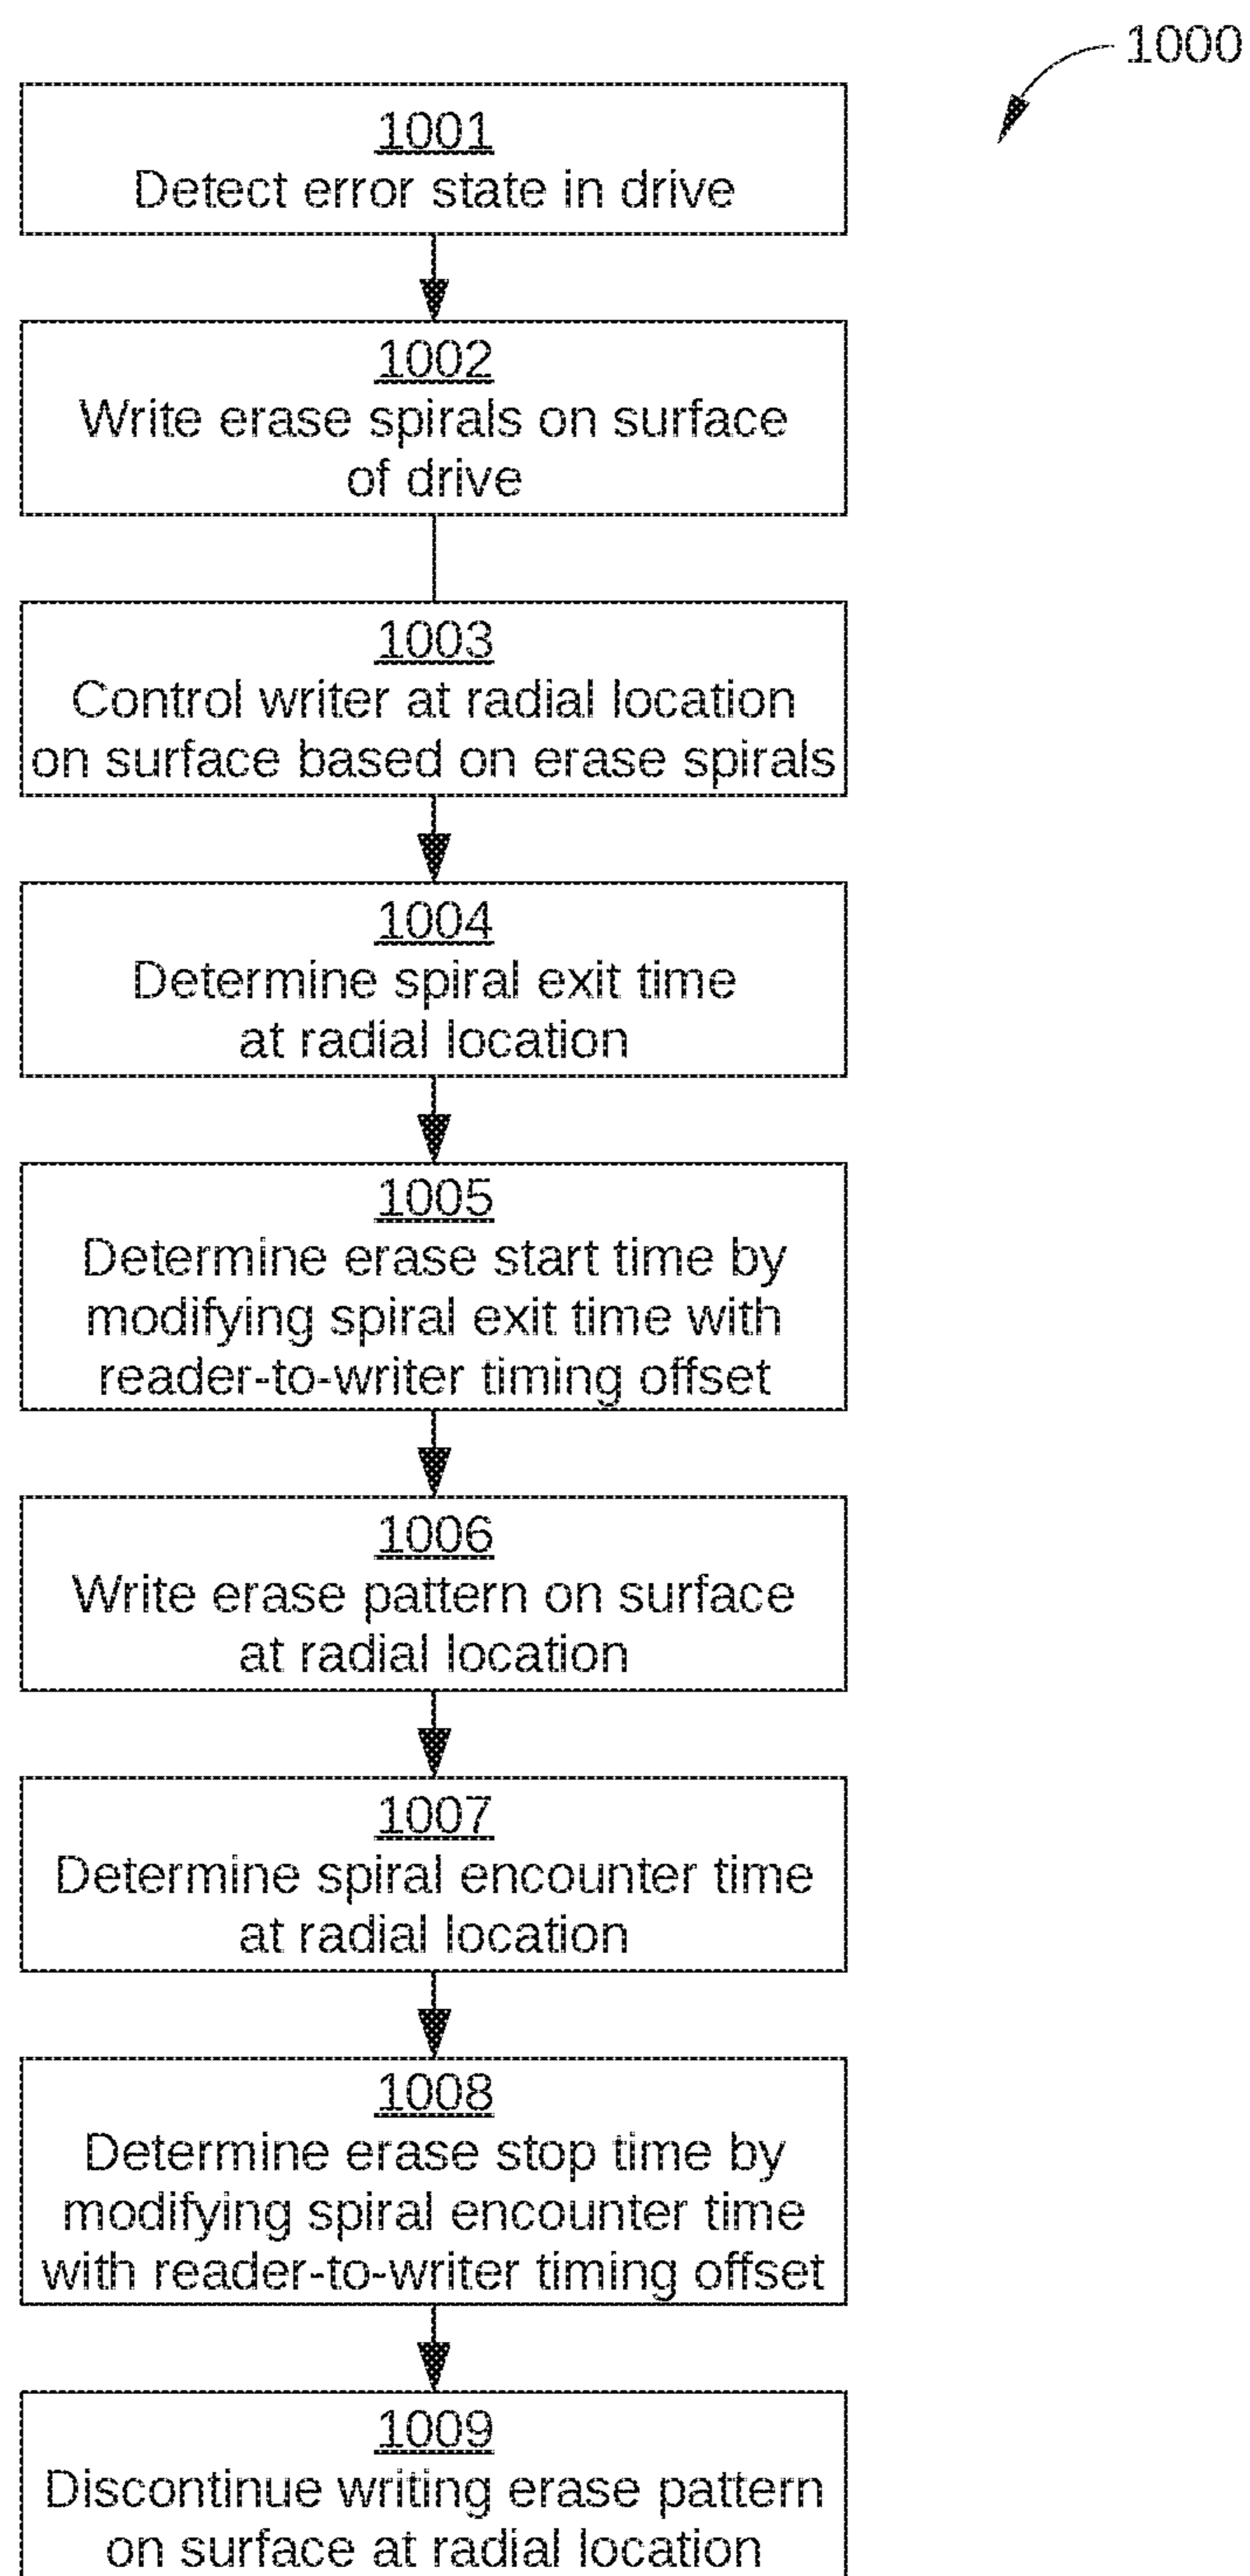 1000
1001
Detect error state in drive
1002
Write erase spirals on surface
of drive
1003
Control writer at radial location
on surface based on erase spirals
1004
Determine spiral exit time
at radial location
1005
Determine erase start time by
modifying spiral exit time with
reader-to-writer timing offset
1006
Write erase pattern on surface
at radial location
1007
Determine spiral encounter time
at radial location
1008
Determine erase stop time by
modifying spiral encounter time
with reader-to-writer timing offset
1009
Discontinue writing erase pattern
on surface at radial location